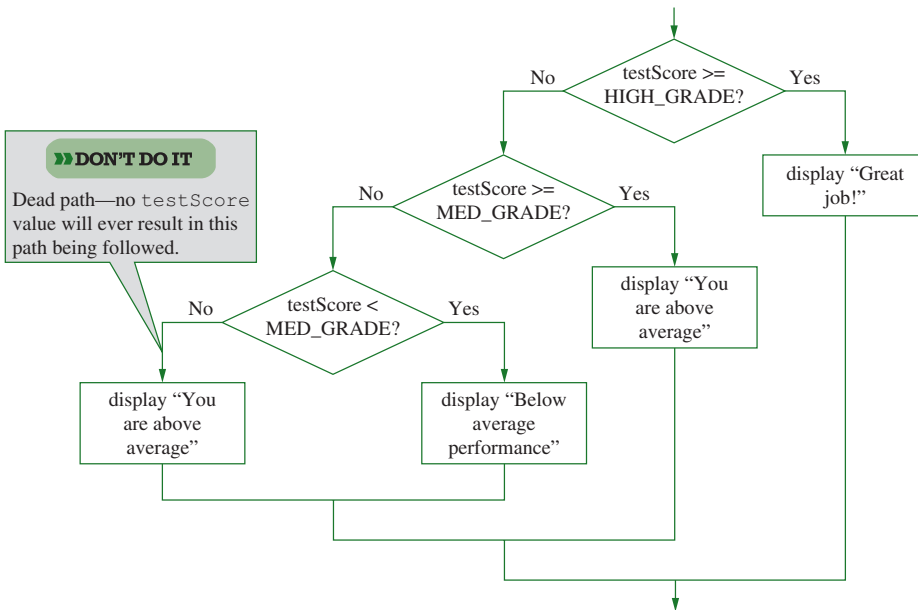 testScore >=
HIGH_GRADE?
No
Yes
»DON'T DO IT
Dead path—no testScore
value will ever result in this
path being followed.
testScore >=
MED_GRADE?
No
Yes
display “Great
job!”
testScore <
MED_GRADE?
No
Yes
display “You
are above
average”
display “You
are above
average”
display “Below
average
performance”